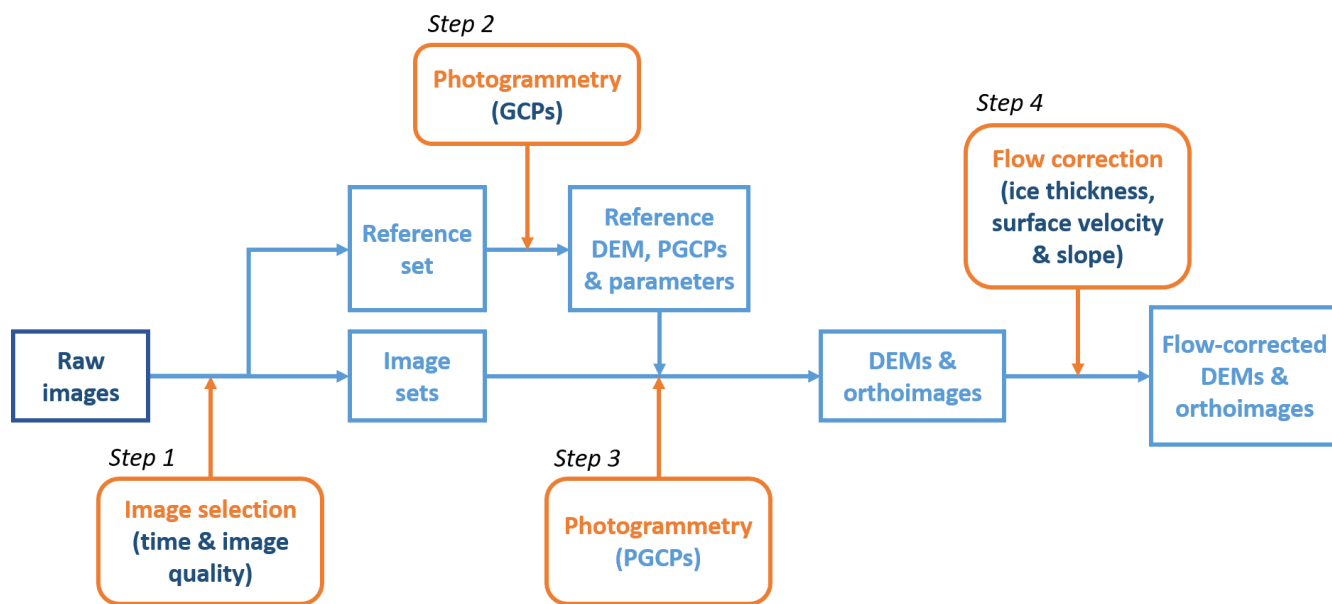 Step 2
Photogrammetry
(GCPs)
Step 4
Flow correction
(ice thickness,
surface velocity
& slope)
Reference
set
Reference
DEM, PGCPs
& parameters
Raw
images
Image
sets
DEMs &
orthoimages
Flow-corrected
DEMs &
orthoimages
Step 1
Image selection
(time & image
quality)
Step 3
Photogrammetry
(PGCPs)